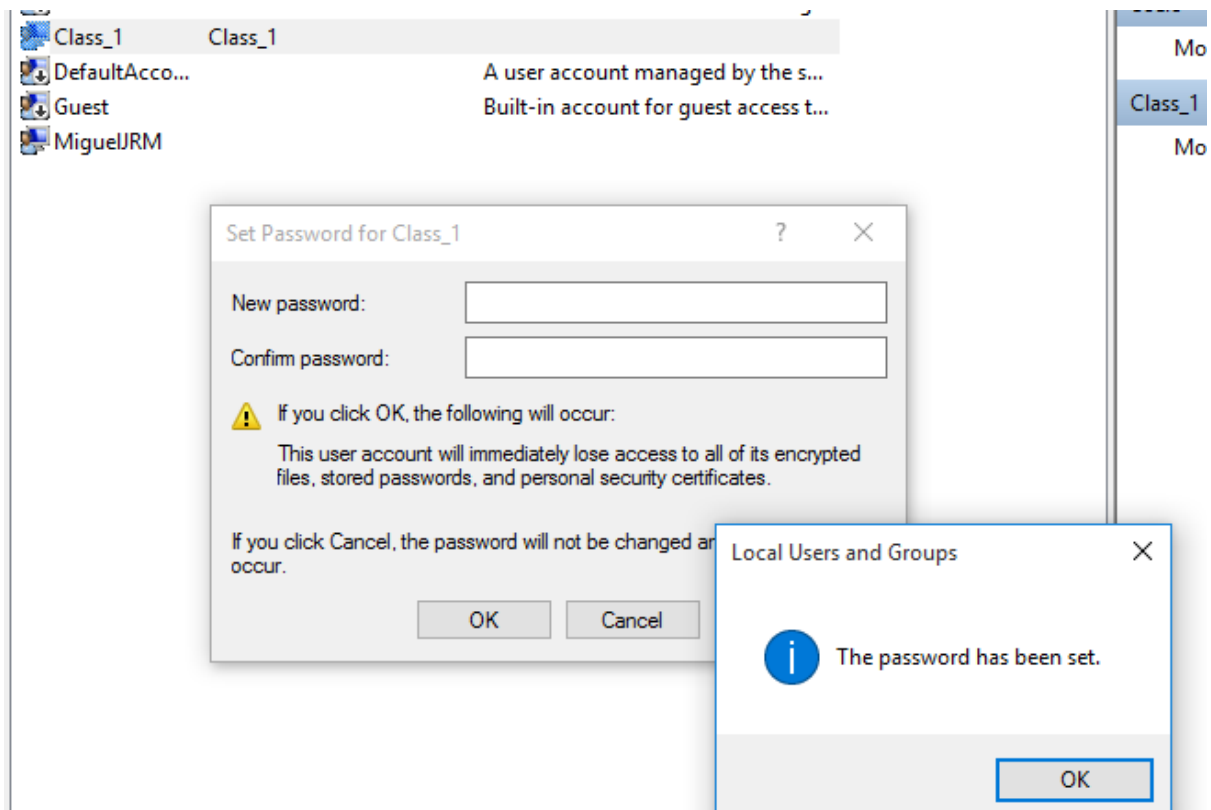 Class_1 Class_1
Mo
DefaultAcco... A user account managed by the s...
Guest Built-in account for guest access t...
Class_1
MiguelJRM
Mo
Set Password for Class_1
New password:
Confirm password:
If you click OK, the following will occur:
This user account will immediately lose access to all of its encrypted
files, stored passwords, and personal security certificates.
If you click Cancel, the password will not be changed an
occur.
OK Cancel
Local Users and Groups
The password has been set.
OK